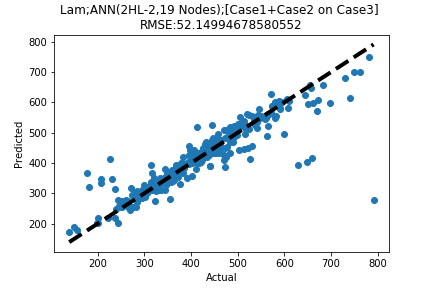 Lam;ANN(2HL-2,19 Nodes);[Case1+Case2 on Case3]
RMSE:52.14994678580552
800
700
600
500
400
300
200
Predicted
200 300 400 500 600 700 800
Actual